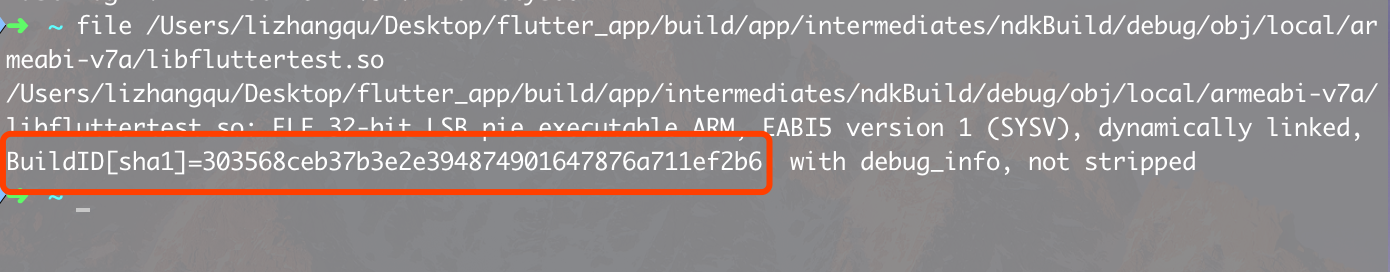 ➜ ~ file /Users/lizhangqu/Desktop/flutter_app/build/app/intermediates/ndkBuild/debug/obj/local/ar
meabi-v7a/libfluttertest.so
/Users/lizhangqu/Desktop/flutter_app/build/app/intermediates/ndkBuild/debug/obj/local/armeabi-v7a/
libfluttertest.so: ELF 32-bit LSB pie executable ARM, EABI5 version 1 (SYSV), dynamically linked,
BuildID[sha1]=303568ceb37b3e2e394874901647876a711ef2b6 with debug_info, not stripped
➜ ~